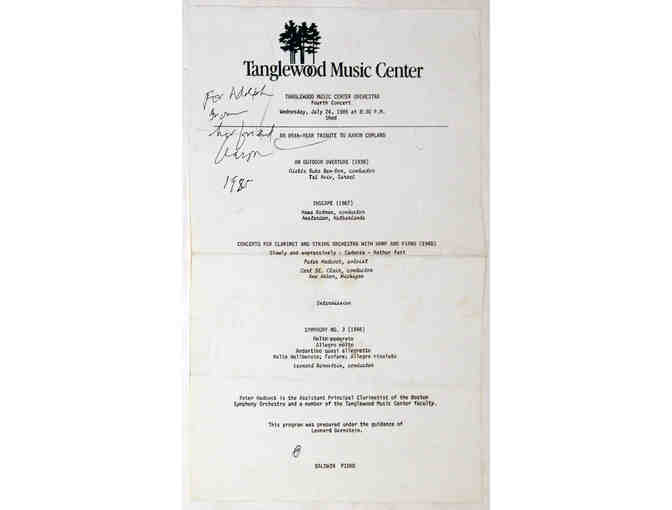 Tanglewood Music Center
TANGLEWOOD MUSIC CENTER ORCHESTRA
Fourth Concert
Wednesday, July 24, 1985 at 8:30 P.M.
Shed
For Adolph
from
his friend
Aaron
1985
AN 85th-YEAR TRIBUTE TO AARON COPLAND
AN OUTDOOR OVERTURE (1938)
Gisèle Buka Ben-Dor, conductor
Tel Aviv, Israel
INSCAPE (1967)
conductor
Amsterdam, Netherlands
CONCERTO FOR CLARINET AND STRING ORCHESTRA WITH HARP AND PIANO (1948)
Slowly and expressively - Cadenza - Rather Fast
Peter Hadcock, soloist
Carl St. Clair, conductor
Ann Arbor, Michigan
Intermission
SYMPHONY NO. 3 (1946)
Molto moderato
Allegro molto
Andantino quasi allegretto
Molto deliberato; Fanfare; Allegro risoluto
Leonard Bernstein, conductor
Peter Hadcock is the Assistant Principal Clarinetist of the Boston
Symphony Orchestra and a member of the Tanglewood Music Center faculty.
This program was prepared under the guidance of
Leonard Bernstein.
BALDWIN PIANO